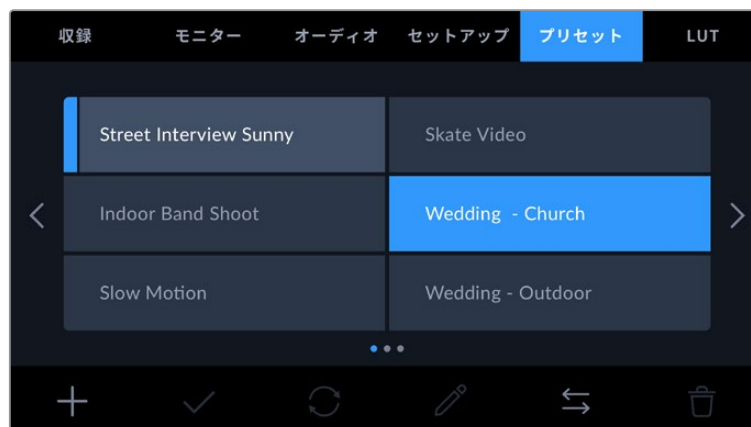 収録 モニター オーディオ セットアップ プリセット LUT
Street Interview Sunny Skate Video
Indoor Band Shoot Wedding - Church
Slow Motion Wedding - Outdoor